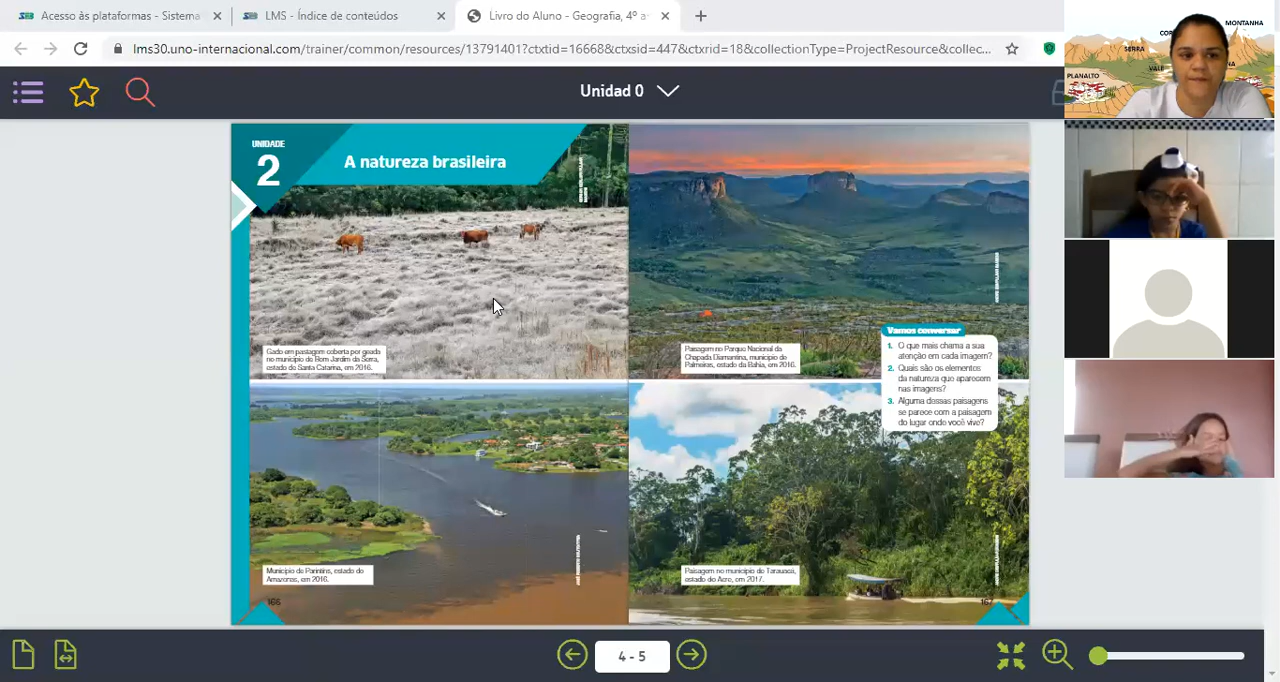 Acesso às plataformas - Sistema
LMS - Índice de conteúdos
Livro do Aluno - Geografia, 4º a
lms30.uno-internacional.com/trainer/common/resources/13791401?ctxtid=16668&ctxsid=447&ctxrid=18&collectionType=ProjectResource&collec...
Unidad 0
MONTANHA
SERRA
VALE
PLANALTO
UNIDADE
2
A natureza brasileira
Gado em pastagem coberta por geada
no município de Bom Jardim da Serra,
estado de Santa Catarina, em 2016.
Paisagem no Parque Nacional da
Chapada Diamantina, município de
Palmeiras, estado da Bahia, em 2016.
Vamos conversar
1. O que mais chama a sua
atenção em cada imagem?
2. Quais são os elementos
da natureza que aparecem
nas imagens?
3. Alguma dessas paisagens
se parece com a paisagem
do lugar onde você vive?
Município de Parintins, estado do
Amazonas, em 2016.
Paisagem no município de Tarauacá,
estado do Acre, em 2017.
166
4 - 5